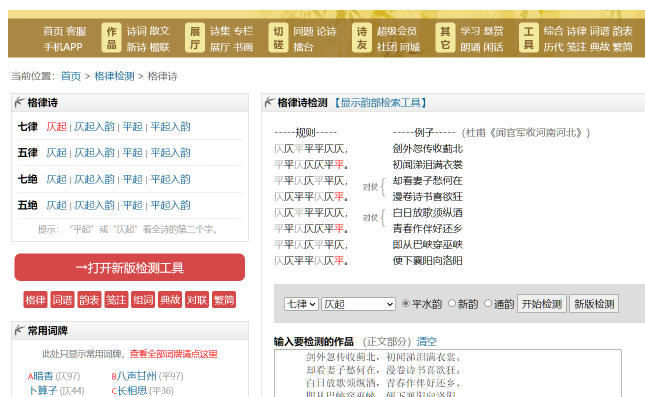 首页 客服 作品 诗词 散文 展厅 诗集 专栏 切磋 同题 论诗 诗友 超级会员 其它 学习 悬赏 工具 综合 诗律 词谱 韵表
手机APP 新诗 楹联 展厅 书画 擂台 社团 同城 朗诵 闲话 历代 笺注 典故 繁简
当前位置：首页 > 格律检测 > 格律诗
格律诗
七律 仄起 | 仄起入韵 | 平起 | 平起入韵
五律 仄起 | 仄起入韵 | 平起 | 平起入韵
七绝 仄起 | 仄起入韵 | 平起 | 平起入韵
五绝 仄起 | 仄起入韵 | 平起 | 平起入韵
提示：“平起”或“仄起”看全诗的第二个字。
→打开新版检测工具
格律 词谱 韵表 笺注 组词 典故 对联 繁简
常用词牌
此处只显示常用词牌，查看全部词牌请点这里
A暗香 (仄97) B八声甘州 (平97)
卜算子 (仄44) C长相思 (平36)
格律诗检测 【显示韵部检索工具】
-----规则----- -----例子-----（杜甫《闻官军收河南河北》）
仄仄平平平仄仄， 剑外忽传收蓟北
平平仄仄仄平平。 初闻涕泪满衣裳
平平仄仄平平仄， 对仗 却看妻子愁何在
仄仄平平仄仄平。 漫卷诗书喜欲狂
仄仄平平平仄仄， 对仗 白日放歌须纵酒
平平仄仄仄平平。 青春作伴好还乡
平平仄仄平平仄， 即从巴峡穿巫峡
仄仄平平仄仄平。 便下襄阳向洛阳
七律 仄起 平水韵 新韵 通韵 开始检测 新版检测
输入要检测的作品 （正文部分）清空
剑外忽传收蓟北，初闻涕泪满衣裳。
却看妻子愁何在，漫卷诗书喜欲狂。
白日放歌须纵酒，青春作伴好还乡。
即从巴峡穿巫峡，便下襄阳向洛阳。